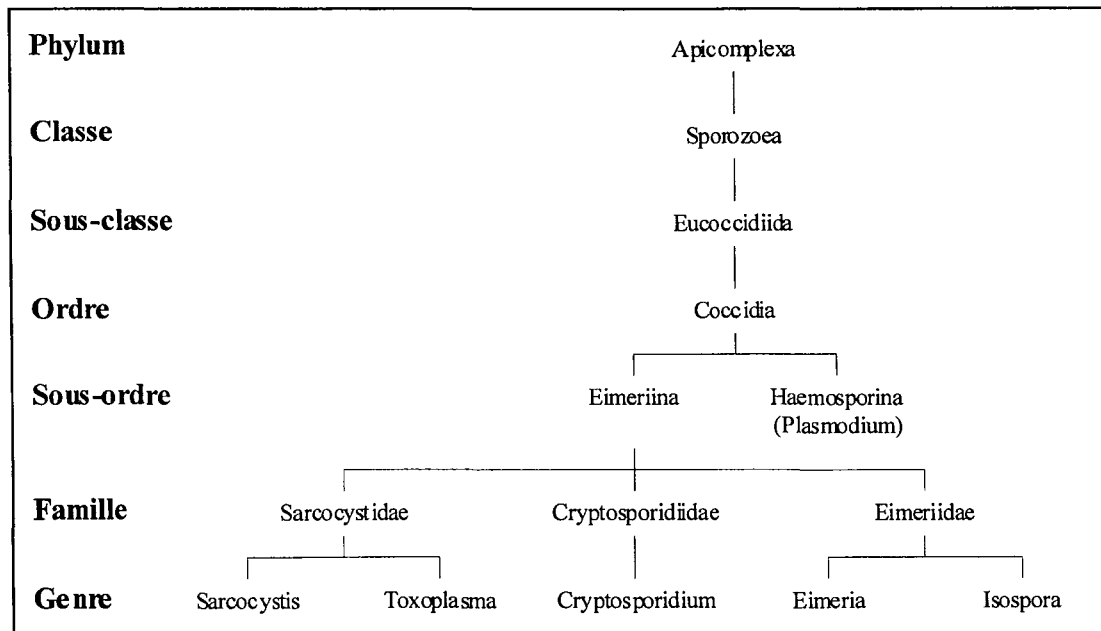 Phylum Apicomplexa
Classe Sporozoea
Sous-classe Eucoccidiida
Ordre Coccidia
Sous-ordre Eimeriina Haemosporina
(Plasmodium)
Famille Sarcocystidae Cryptosporidiidae Eimeriidae
Genre Sarcocystis Toxoplasma Cryptosporidium Eimeria Isospora